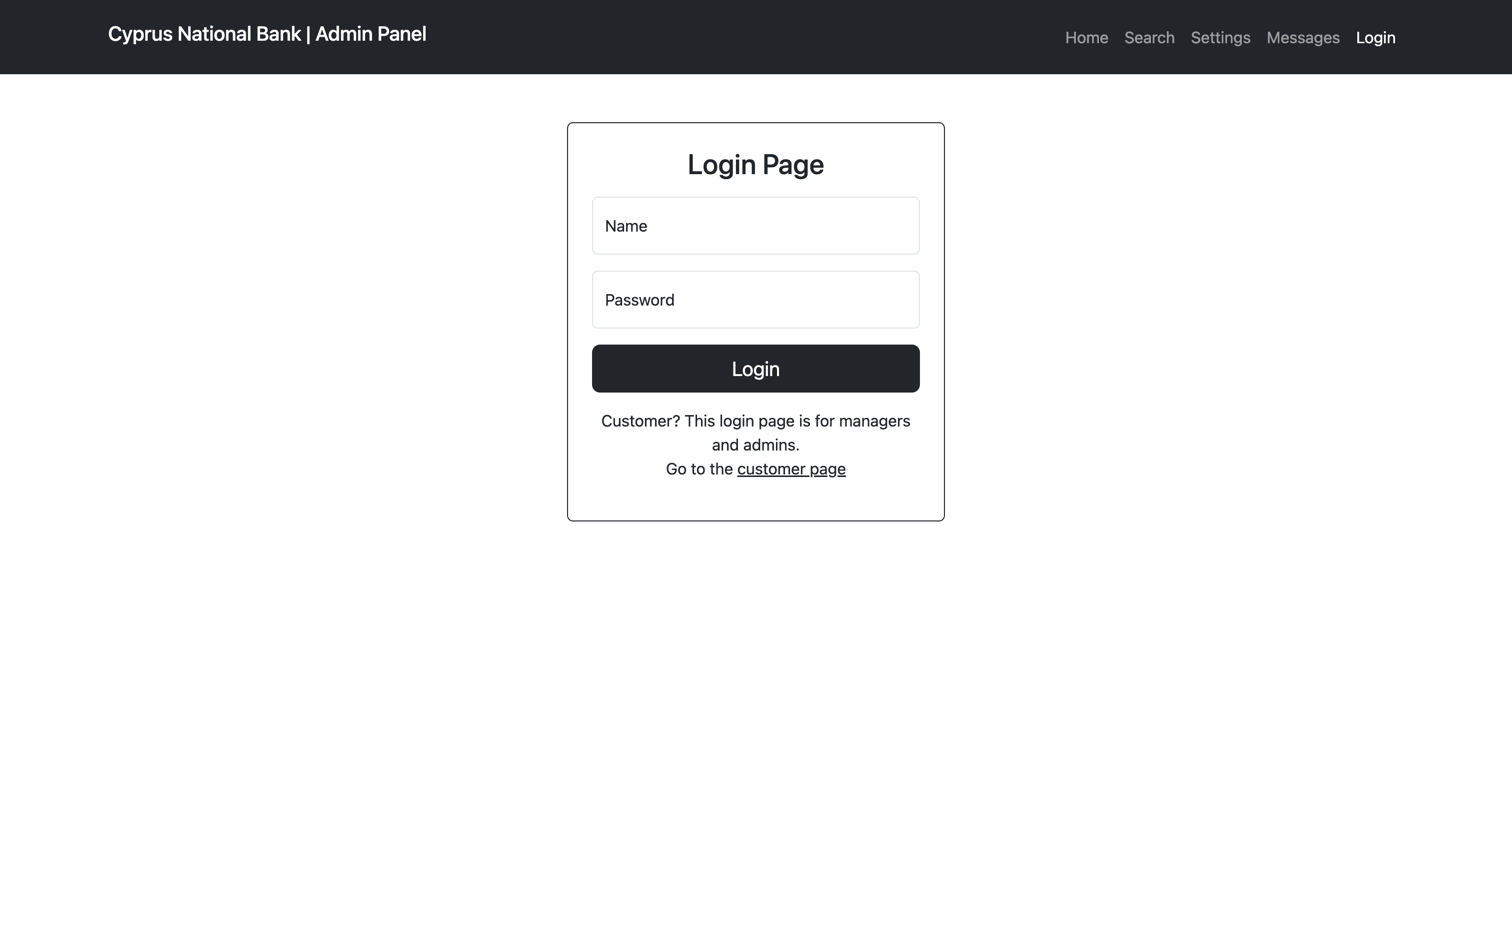 Cyprus National Bank | Admin Panel
Home Search Settings Messages Login
Login Page
Name
Password
Login
Customer? This login page is for managers
and admins.
Go to the customer page